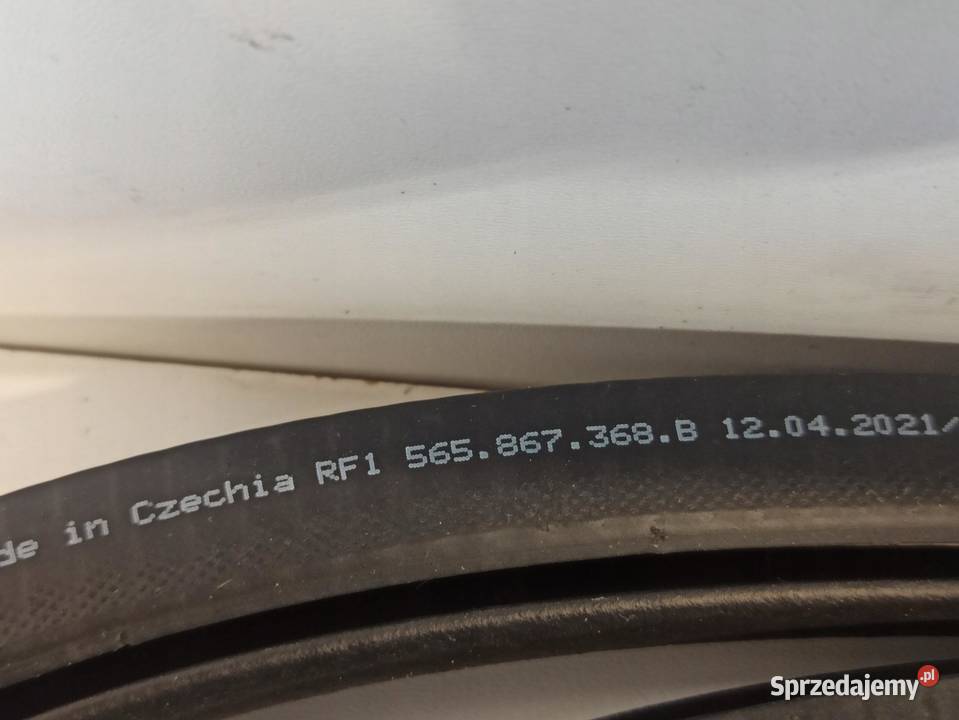 de in Czechia RF1 565.867.368.B 12.04.2021/
Sprzedajemy.pl